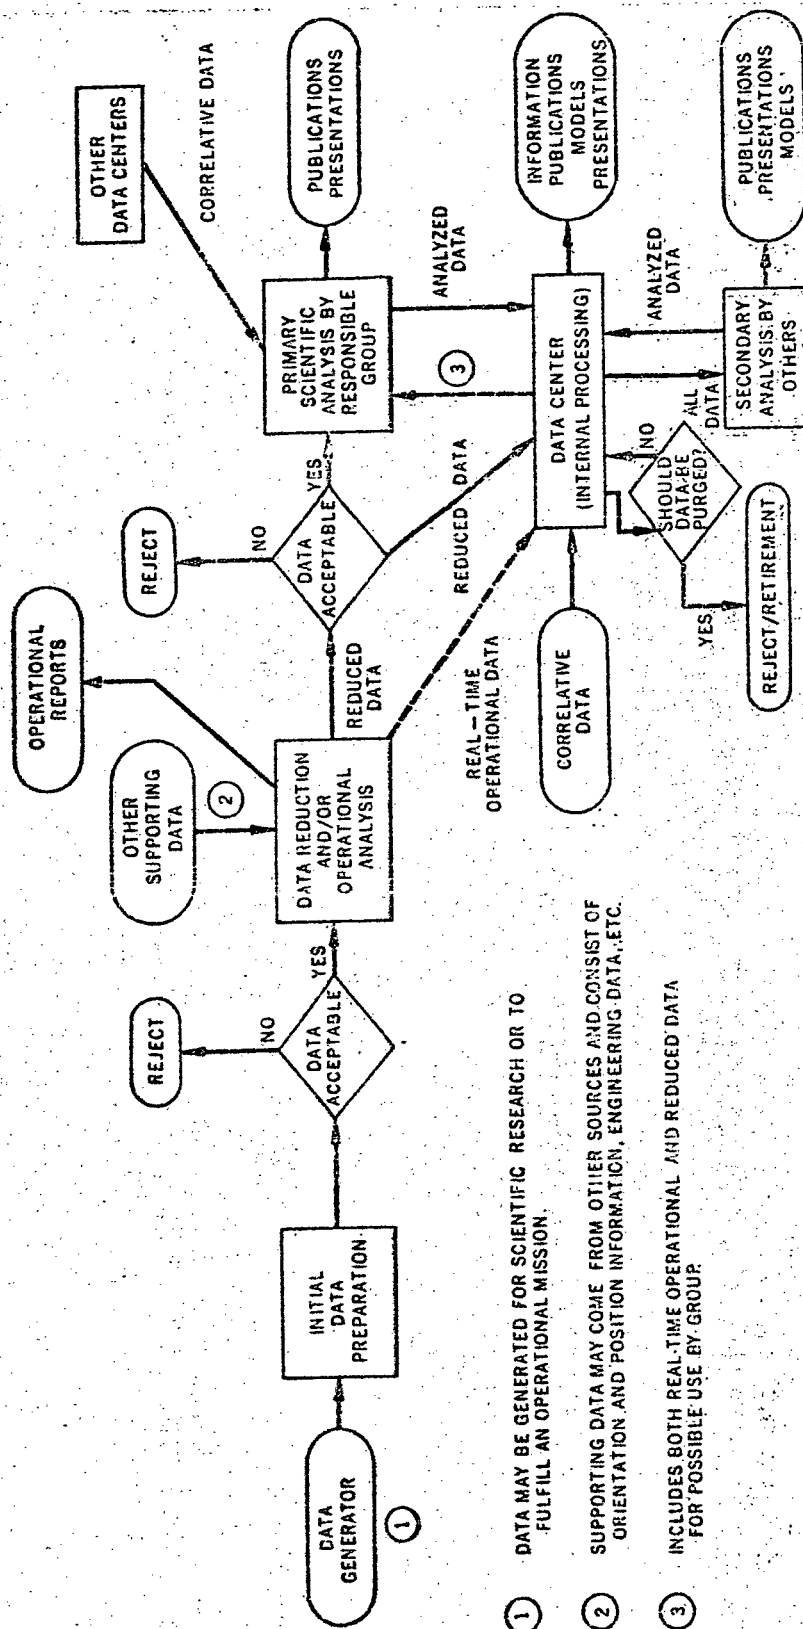 OTHER
DATA CENTERS
CORRELATIVE DATA
OPERATIONAL
REPORTS
REJECT
NO
PUBLICATIONS
PRESENTATIONS
OTHER
SUPPORTING
DATA
2
PRIMARY
SCIENTIFIC
ANALYSIS BY
RESPONSIBLE
GROUP
REJECT
NO
DATA
GENERATOR
1
INITIAL
DATA
PREPARATION
DATA
ACCEPTABLE
YES
DATA REDUCTION
AND/OR
OPERATIONAL
ANALYSIS
REDUCED
DATA
DATA
ACCEPTABLE
YES
3
ANALYZED
DATA
REDUCED DATA
REAL-TIME
OPERATIONAL DATA
CORRELATIVE
DATA
DATA CENTER
(INTERNAL PROCESSING)
INFORMATION
PUBLICATIONS
MODELS
PRESENTATIONS
SHOULD
DATA BE
PURGED?
NO
YES
REJECT/RETIREMENT
ALL
DATA
ANALYZED
DATA
SECONDARY
ANALYSIS BY
OTHERS
PUBLICATIONS
PRESENTATIONS
MODELS
1 DATA MAY BE GENERATED FOR SCIENTIFIC RESEARCH OR TO
FULFILL AN OPERATIONAL MISSION.
2 SUPPORTING DATA MAY COME FROM OTHER SOURCES AND CONSIST OF
ORIENTATION AND POSITION INFORMATION, ENGINEERING DATA, ETC.
3 INCLUDES BOTH REAL-TIME OPERATIONAL AND REDUCED DATA
FOR POSSIBLE USE BY GROUP.